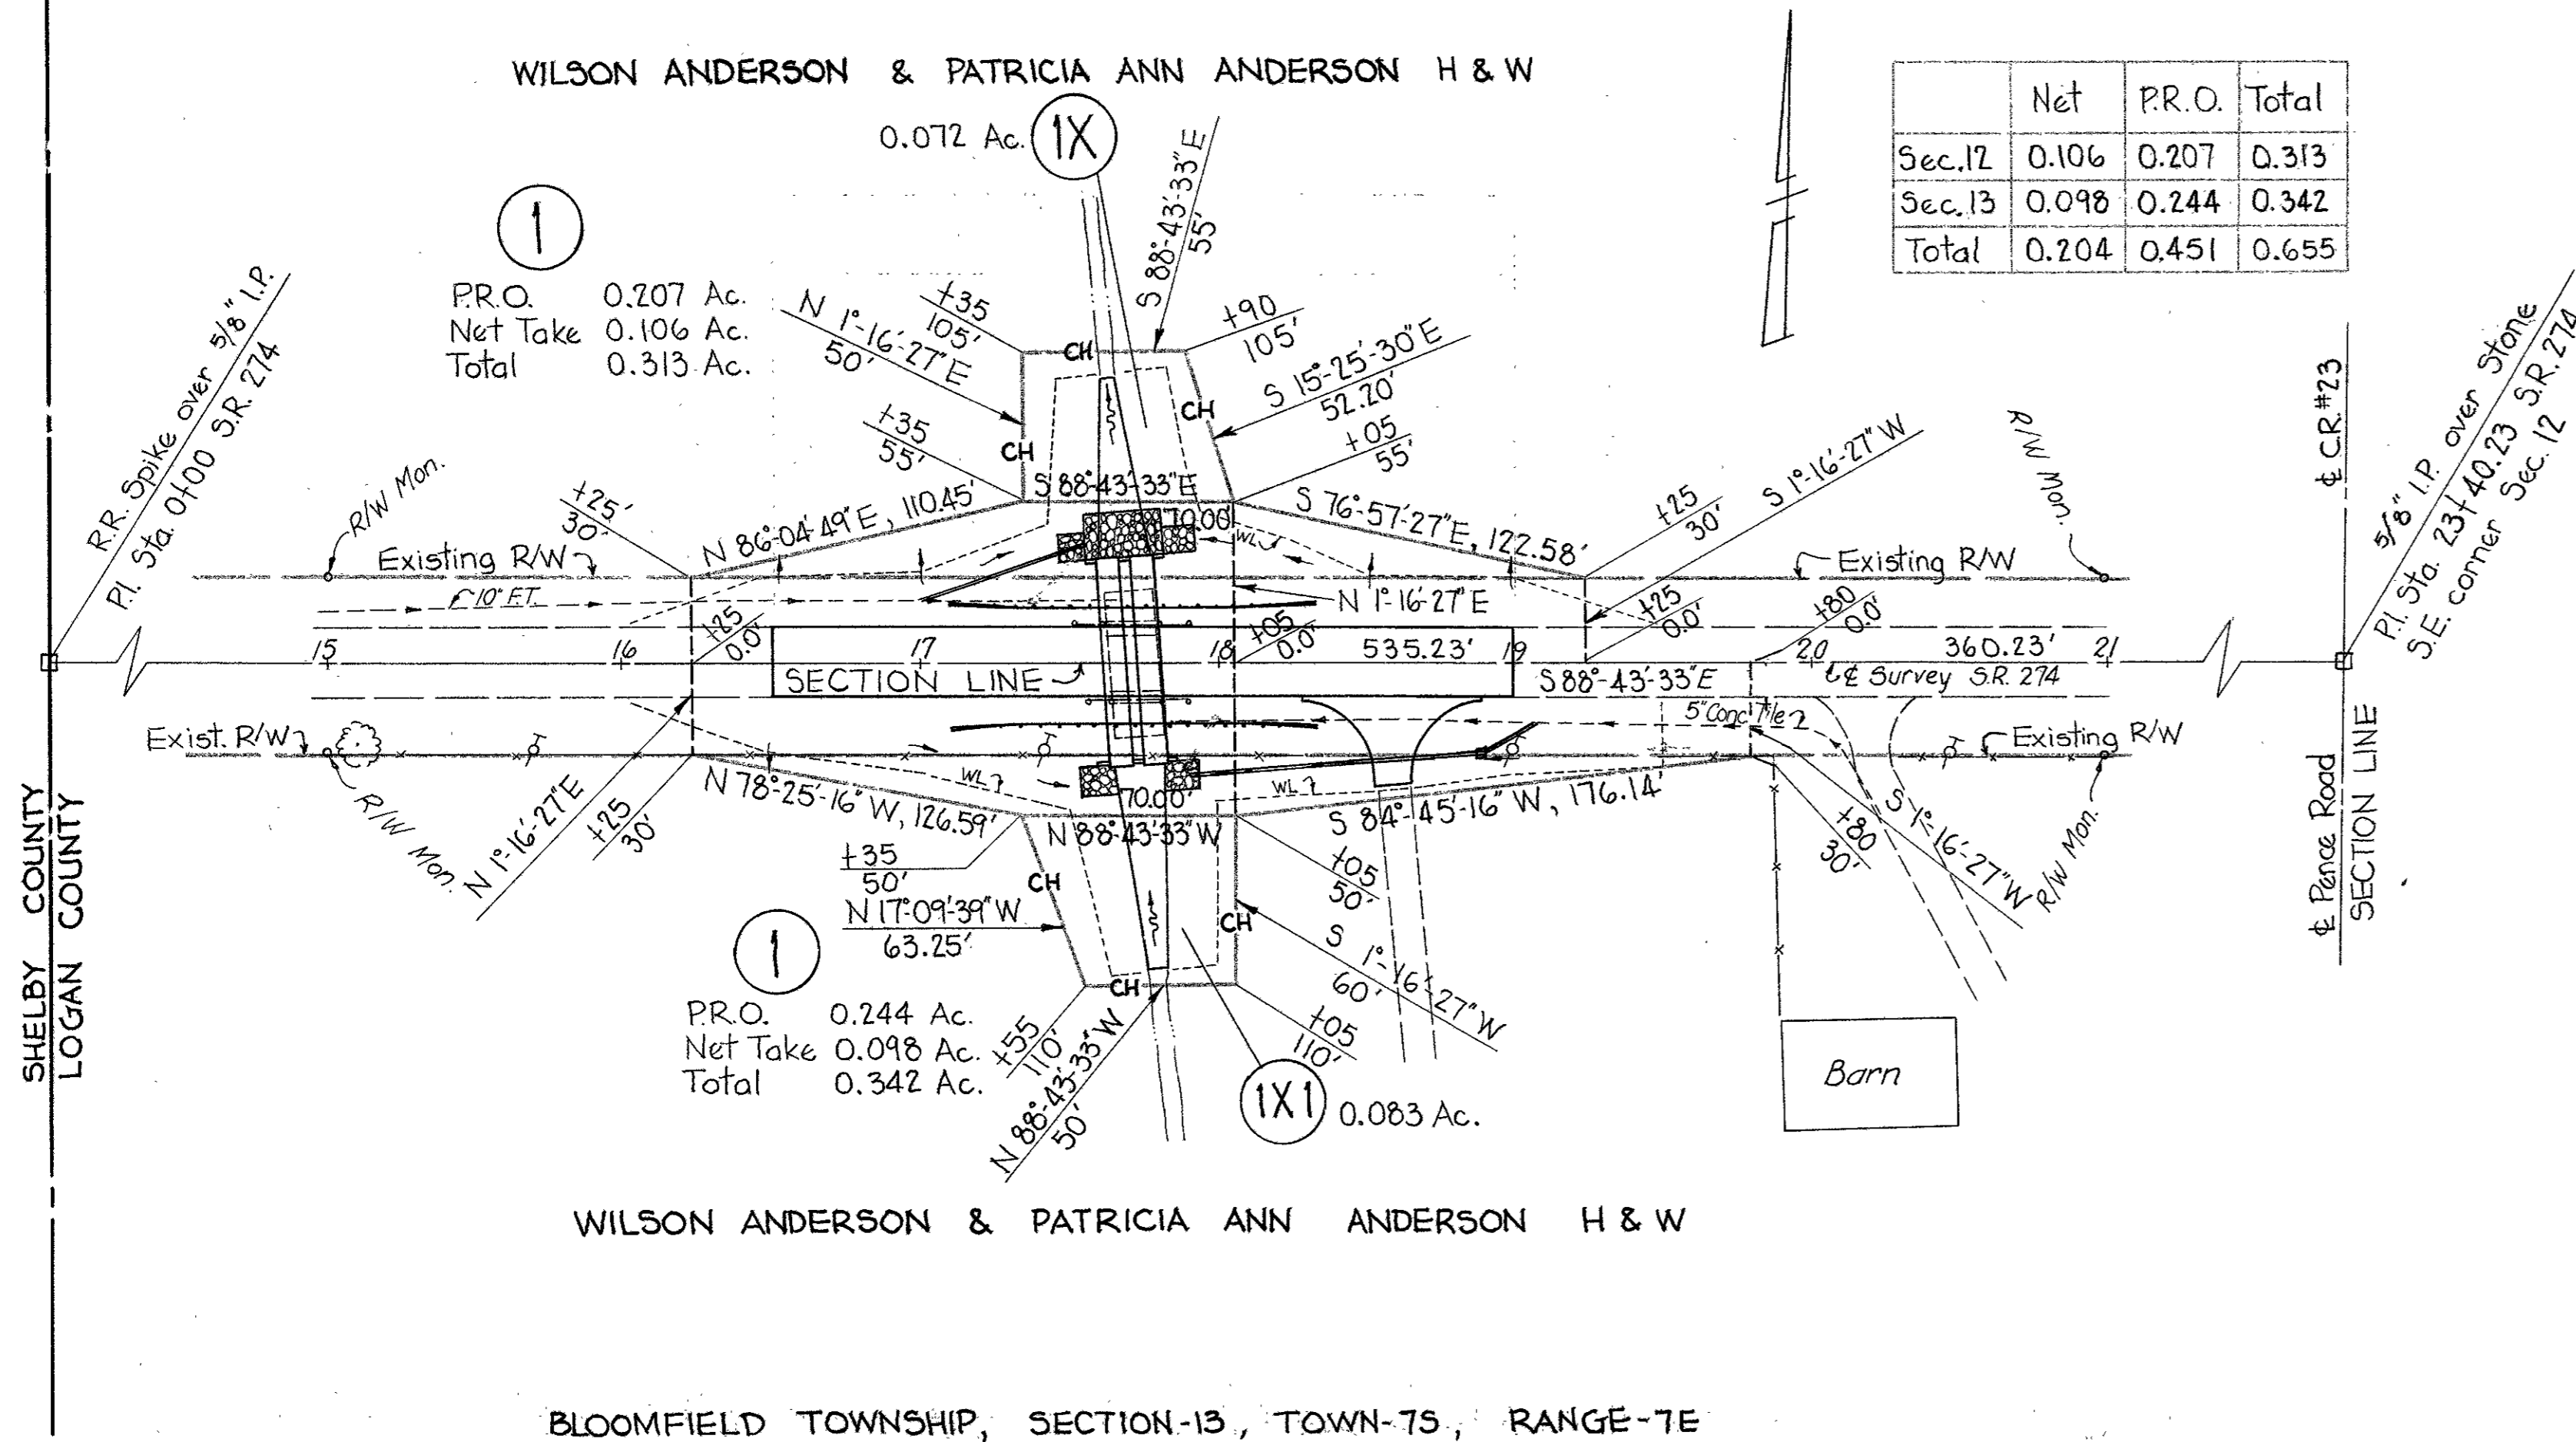 WILSON ANDERSON & PATRICIA ANN ANDERSON H & W
0.072 Ac.
1X
Net P.R.O. Total
Sec.12 0.106 0.207 0.313
Sec.13 0.098 0.244 0.342
Total 0.204 0.451 0.655
1
P.R.O. 0.207 Ac.
Net Take 0.106 Ac.
Total 0.313 Ac.
R.R. Spike over 5/8" I.P.
P.I. Sta. 0+00 S.R. 274
N 1°-16'-27" E
50'
+35
105'
S 88°-43'-33" E
55'
+90
105'
S 15°-25'-30" E
52.20'
+35
55'
+05
55'
CH
CH
CH
S 88°-43'-33" E
70.00'
N 86°-04'-49" E, 110.45'
S 76°-57'-27" E, 122.58'
+25
30'
S 1°-16'-27" W
+25
30'
R/W Mon.
R/W Mon.
℄ C.R. #23
5/8" I.P. over Stone
P.I. Sta. 23+40.23 S.R. 274
S.E. corner Sec. 12
Existing R/W
Existing R/W
10" F.T.
WL
N 1°-16'-27" E
+25
0.0'
+05
0.0'
+25
0.0'
+80
0.0'
15 16 17 18 535.23' 19 20 360.23' 21
SECTION LINE
S 88°-43'-33" E
℄ Survey S.R. 274
5" Conc. Tile
Exist. R/W
Existing R/W
R/W Mon.
N 1°-16'-27" E
+25
30'
N 78°-25'-16" W, 126.59'
WL
70.00'
WL
N 88°-43'-33" W
S 84°-45'-16" W, 176.14'
+35
50'
N 17°-09'-39" W
63.25'
CH
CH
CH
+05
50'
S 1°-16'-27" W
60'
+80
30'
S 1°-16'-27" W
R/W Mon.
℄ Pence Road
SECTION LINE
SHELBY COUNTY
LOGAN COUNTY
1
P.R.O. 0.244 Ac.
Net Take 0.098 Ac.
Total 0.342 Ac.
+55
110'
N 88°-43'-33" W
50'
+05
110'
1X1
0.083 Ac.
Barn
WILSON ANDERSON & PATRICIA ANN ANDERSON H & W
BLOOMFIELD TOWNSHIP, SECTION-13, TOWN-7S, RANGE-7E